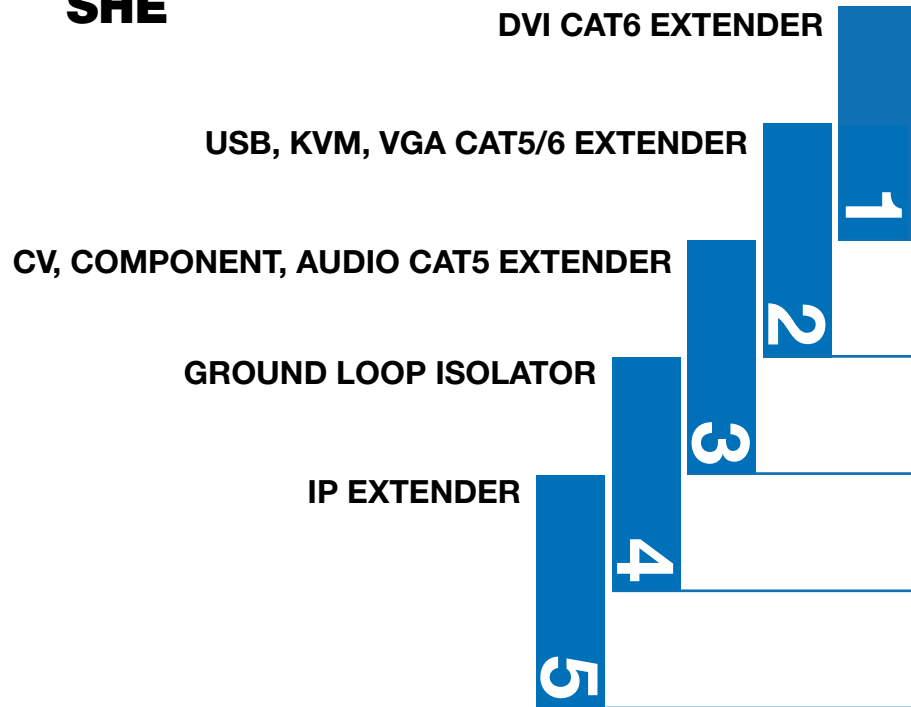 SHE
DVI CAT6 EXTENDER
1
USB, KVM, VGA CAT5/6 EXTENDER
2
CV, COMPONENT, AUDIO CAT5 EXTENDER
3
GROUND LOOP ISOLATOR
4
IP EXTENDER
5